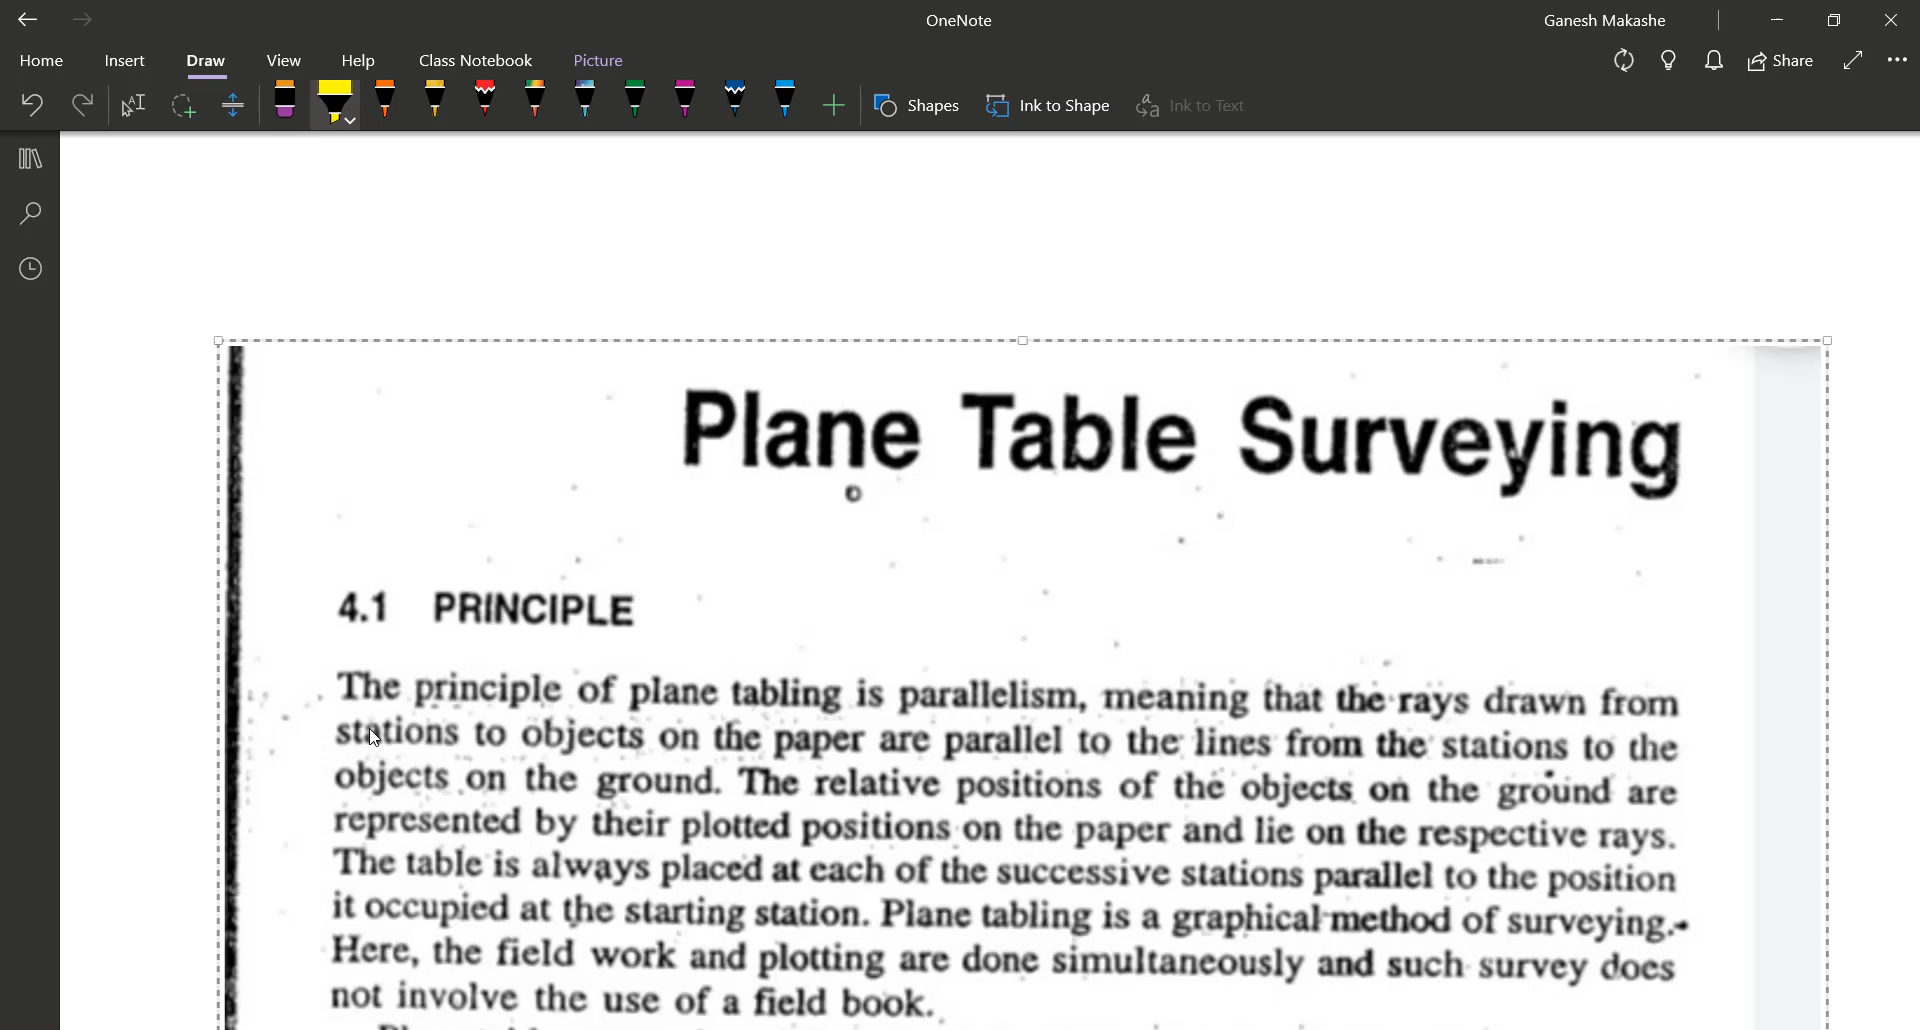 OneNote
Ganesh Makashe
Home Insert Draw View Help Class Notebook Picture
Share
Shapes Ink to Shape Ink to Text
Plane Table Surveying
4.1 PRINCIPLE
The principle of plane tabling is parallelism, meaning that the rays drawn from
stations to objects on the paper are parallel to the lines from the stations to the
objects on the ground. The relative positions of the objects on the ground are
represented by their plotted positions on the paper and lie on the respective rays.
The table is always placed at each of the successive stations parallel to the position
it occupied at the starting station. Plane tabling is a graphical method of surveying.
Here, the field work and plotting are done simultaneously and such survey does
not involve the use of a field book.